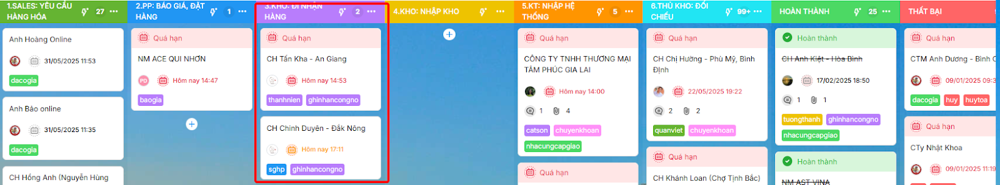 1.SALES: YÊU CẦU
HÀNG HÓA
27
Anh Hoàng Online
31/05/2025 11:53
dacogia
Anh Bảo online
31/05/2025 11:35
dacogia
CH Hồng Anh (Nguyễn Hùng
2.PP: BÁO GIÁ, ĐẶT
HÀNG
1
Quá hạn
NM ACE QUI NHƠN
PD
Hôm nay 14:47
baogia
3.KHO: ĐI NHẬN
HÀNG
2
Quá hạn
CH Tấn Kha - An Giang
Hôm nay 14:53
thanhnien ghinhancongno
CH Chinh Duyên - Đắk Nông
Hôm nay 17:11
sghp ghinhancongno
4.KHO: NHẬP KHO
5.KT: NHẬP HỆ
THỐNG
5
Quá hạn
CÔNG TY TNHH THƯƠNG MẠI
TÂM PHÚC GIA LAI
Hôm nay 14:00
1 4
catson chuyenkhoan
nhacungcapgiao
Quá hạn
6.THỦ KHO: ĐỐI
CHIẾU
99+
Quá hạn
CH Chị Hường - Phù Mỹ, Bình
Định
22/05/2025 19:22
2 2
quanviet chuyenkhoan
Quá hạn
CH Khánh Loan (Chợ Tịnh Bắc)
HOÀN THÀNH
25
Hoàn thành
CH Anh Kiệt - Hòa Bình
17/02/2025 18:50
1 1
tuongthanh ghinhancongno
nhacungcapgiao
Hoàn thành
NM AST VINA
THẤT BẠI
Quá hạn
CTM Anh Dương - Bình
09/01/2025 09:3
dacogia huy huytoa
Quá hạn
CTy Nhật Khoa
09/01/2025 11:19